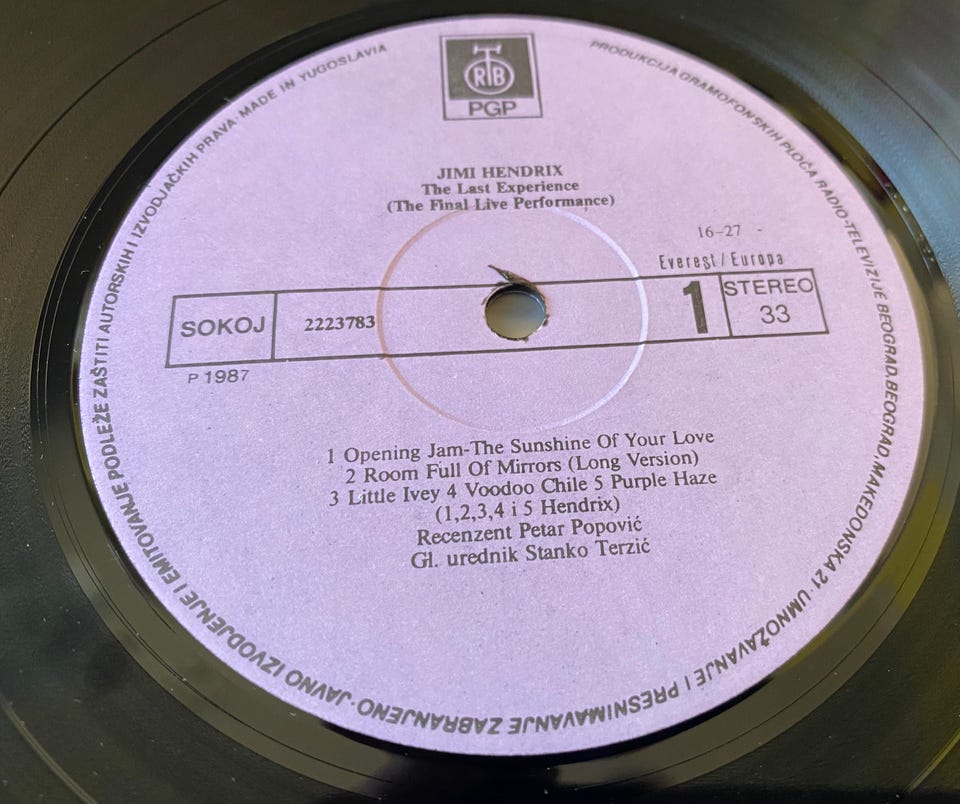 RTB
PGP
JIMI HENDRIX
The Last Experience
(The Final Live Performance)
16-27
Everest/Europa
SOKOJ
2223783
1
STEREO
33
P 1987
1 Opening Jam-The Sunshine Of Your Love
2 Room Full Of Mirrors (Long Version)
3 Little Ivey 4 Voodoo Chile 5 Purple Haze
(1,2,3,4 i 5 Hendrix)
Recenzent Petar Popović
Gl. urednik Stanko Terzić
PRODUKCIJA GRAMOFONSKIH PLOČA RADIO-TELEVIZIJE BEOGRAD. BEOGRAD. MAKEDONSKA 21 · UMNOŽAVANJE I PRESNIMAVANJE ZABRANJENO · JAVNO IZVODJENJE I EMITOVANJE PODLEŽE ZAŠTITI AUTORSKIH I IZVODJAČKIH PRAVA · MADE IN YUGOSLAVIA